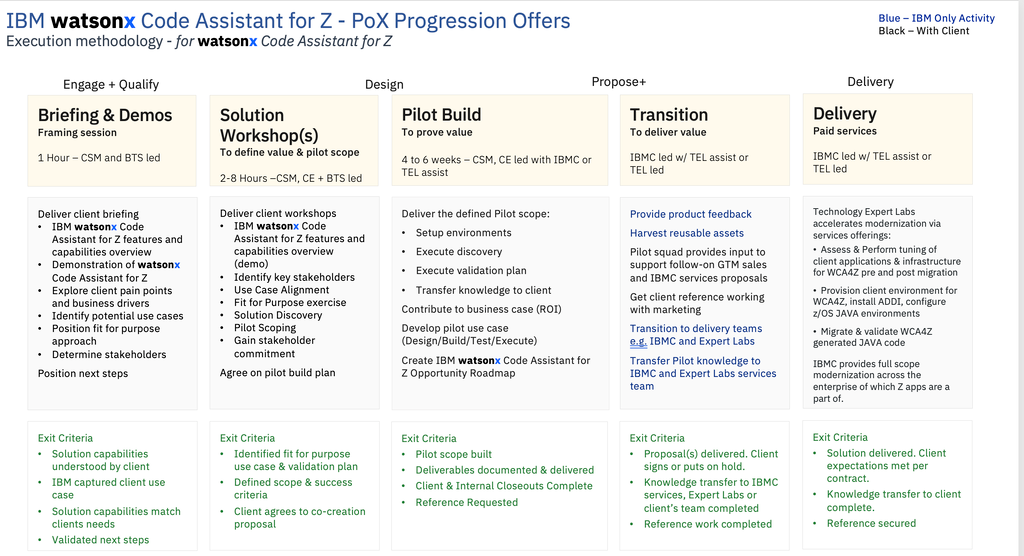 IBM watsonx Code Assistant for Z - PoX Progression Offers
Execution methodology - for watsonx Code Assistant for Z
Blue – IBM Only Activity
Black – With Client
Engage + Qualify
Design
Propose+
Delivery
Briefing & Demos
Framing session
1 Hour – CSM and BTS led
Solution
Workshop(s)
To define value & pilot scope
2-8 Hours –CSM, CE + BTS led
Pilot Build
To prove value
4 to 6 weeks – CSM, CE led with IBMC or
TEL assist
Transition
To deliver value
IBMC led w/ TEL assist or
TEL led
Delivery
Paid services
IBMC led w/ TEL assist or
TEL led
Deliver client briefing
• IBM watsonx Code
Assistant for Z features and
capabilities overview
• Demonstration of watsonx
Code Assistant for Z
• Explore client pain points
and business drivers
• Identify potential use cases
• Position fit for purpose
approach
• Determine stakeholders
Position next steps
Deliver client workshops
• IBM watsonx Code
Assistant for Z features and
capabilities overview
(demo)
• Identify key stakeholders
• Use Case Alignment
• Fit for Purpose exercise
• Solution Discovery
• Pilot Scoping
• Gain stakeholder
commitment
Agree on pilot build plan
Deliver the defined Pilot scope:
• Setup environments
• Execute discovery
• Execute validation plan
• Transfer knowledge to client
Contribute to business case (ROI)
Develop pilot use case
(Design/Build/Test/Execute)
Create IBM watsonx Code Assistant for
Z Opportunity Roadmap
Provide product feedback
Harvest reusable assets
Pilot squad provides input to
support follow-on GTM sales
and IBMC services proposals
Get client reference working
with marketing
Transition to delivery teams
e.g. IBMC and Expert Labs
Transfer Pilot knowledge to
IBMC and Expert Labs services
team
Technology Expert Labs
accelerates modernization via
services offerings:
• Assess & Perform tuning of
client applications & infrastructure
for WCA4Z pre and post migration
• Provision client environment for
WCA4Z, install ADDI, configure
z/OS JAVA environments
• Migrate & validate WCA4Z
generated JAVA code
IBMC provides full scope
modernization across the
enterprise of which Z apps are a
part of.
Exit Criteria
• Solution capabilities
understood by client
• IBM captured client use
case
• Solution capabilities match
clients needs
• Validated next steps
Exit Criteria
• Identified fit for purpose
use case & validation plan
• Defined scope & success
criteria
• Client agrees to co-creation
proposal
Exit Criteria
• Pilot scope built
• Deliverables documented & delivered
• Client & Internal Closeouts Complete
• Reference Requested
Exit Criteria
• Proposal(s) delivered. Client
signs or puts on hold.
• Knowledge transfer to IBMC
services, Expert Labs or
client's team completed
• Reference work completed
Exit Criteria
• Solution delivered. Client
expectations met per
contract.
• Knowledge transfer to client
complete.
• Reference secured